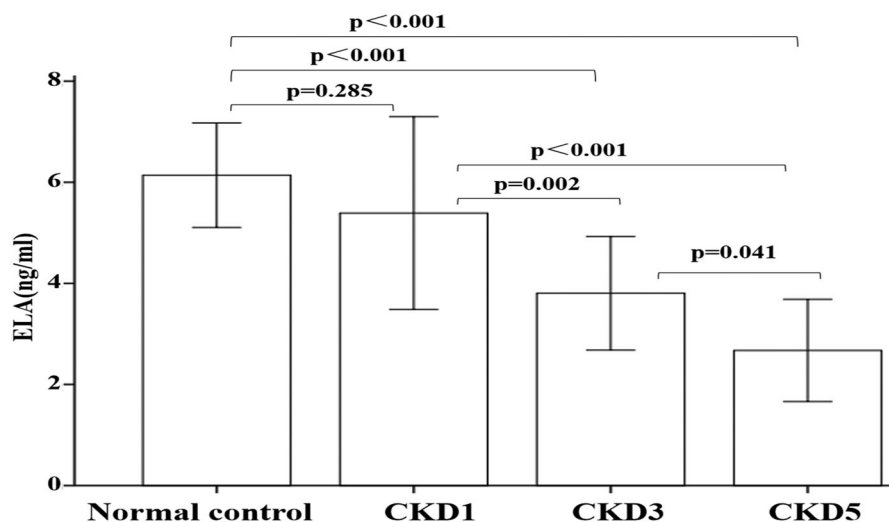 p<0.001
p<0.001
p=0.285
p<0.001
p=0.002
p=0.041
ELA(ng/ml)
8
6
4
2
0
Normal control CKD1 CKD3 CKD5